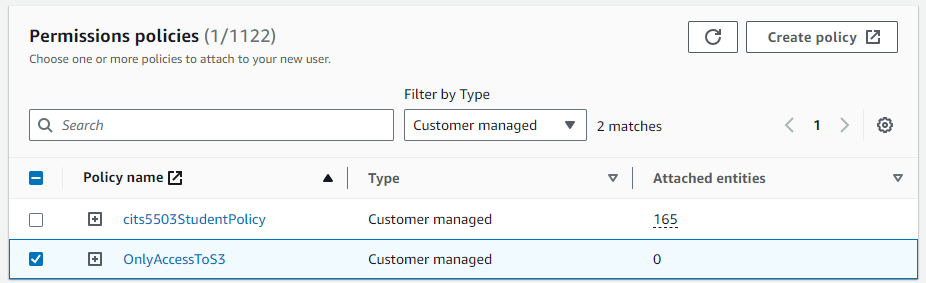 Permissions policies (1/1122)
Create policy
Choose one or more policies to attach to your new user.
Filter by Type
Search
Customer managed
2 matches
1
Policy name
Type
Attached entities
cits5503StudentPolicy
Customer managed
165
OnlyAccessToS3
Customer managed
0